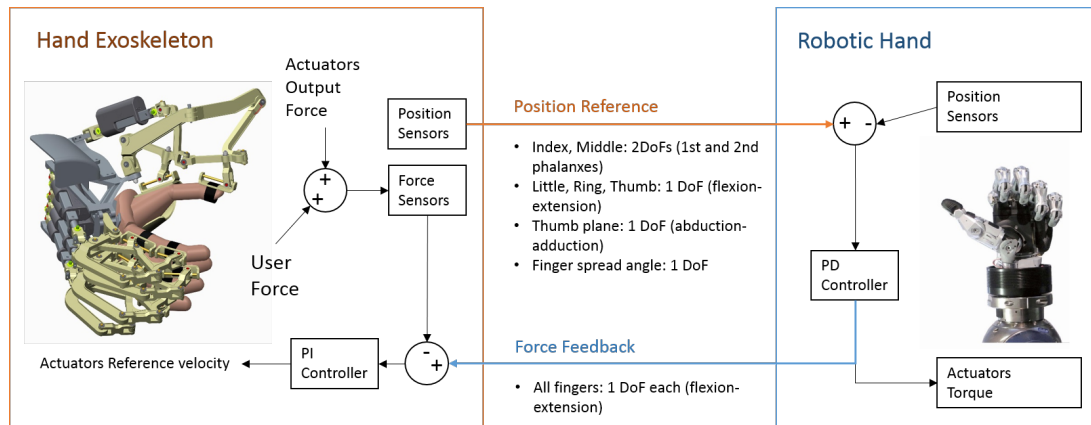 Hand Exoskeleton
Actuators
Output
Force
Position
Sensors
+
+
Force
Sensors
User
Force
-
+
PI
Controller
Actuators Reference velocity
Position Reference
• Index, Middle: 2DoFs (1st and 2nd
phalanxes)
• Little, Ring, Thumb: 1 DoF (flexion-
extension)
• Thumb plane: 1 DoF (abduction-
adduction)
• Finger spread angle: 1 DoF
Force Feedback
• All fingers: 1 DoF each (flexion-
extension)
Robotic Hand
+ -
Position
Sensors
PD
Controller
Actuators
Torque